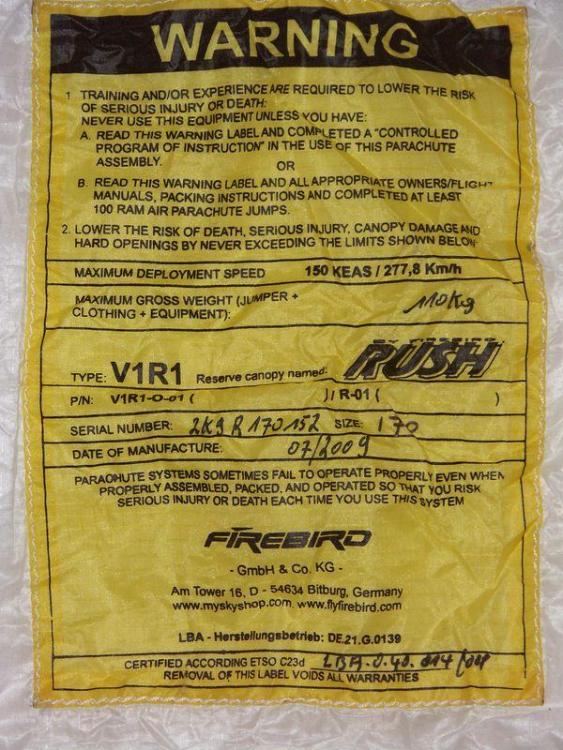 WARNING
1. TRAINING AND/OR EXPERIENCE ARE REQUIRED TO LOWER THE RISK
OF SERIOUS INJURY OR DEATH:
NEVER USE THIS EQUIPMENT UNLESS YOU HAVE:
A. READ THIS WARNING LABEL AND COMPLETED A "CONTROLLED
PROGRAM OF INSTRUCTION" IN THE USE OF THIS PARACHUTE
ASSEMBLY.
OR
B. READ THIS WARNING LABEL AND ALL APPROPRIATE OWNERS/FLIGHT
MANUALS, PACKING INSTRUCTIONS AND COMPLETED AT LEAST
100 RAM AIR PARACHUTE JUMPS.
2. LOWER THE RISK OF DEATH, SERIOUS INJURY, CANOPY DAMAGE AND
HARD OPENINGS BY NEVER EXCEEDING THE LIMITS SHOWN BELOW
MAXIMUM DEPLOYMENT SPEED 150 KEAS / 277,8 Km/h
MAXIMUM GROSS WEIGHT (JUMPER + 110kg
CLOTHING + EQUIPMENT):
TYPE: V1R1 Reserve canopy named: RUSH
P/N: V1R1-O-01 ( )/ R-01 ( )
SERIAL NUMBER: 2K9 R 170152 SIZE: 170
DATE OF MANUFACTURE: 07/2009
PARACHUTE SYSTEMS SOMETIMES FAIL TO OPERATE PROPERLY EVEN WHEN
PROPERLY ASSEMBLED, PACKED, AND OPERATED SO THAT YOU RISK
SERIOUS INJURY OR DEATH EACH TIME YOU USE THIS SYSTEM
FIREBIRD
- GmbH & Co. KG -
Am Tower 16, D - 54634 Bitburg, Germany
www.myskyshop.com www.flyfirebird.com
LBA - Herstellungsbetrieb: DE.21.G.0139
CERTIFIED ACCORDING ETSO C23d LBA.O.40.014/
REMOVAL OF THIS LABEL VOIDS ALL WARRANTIES